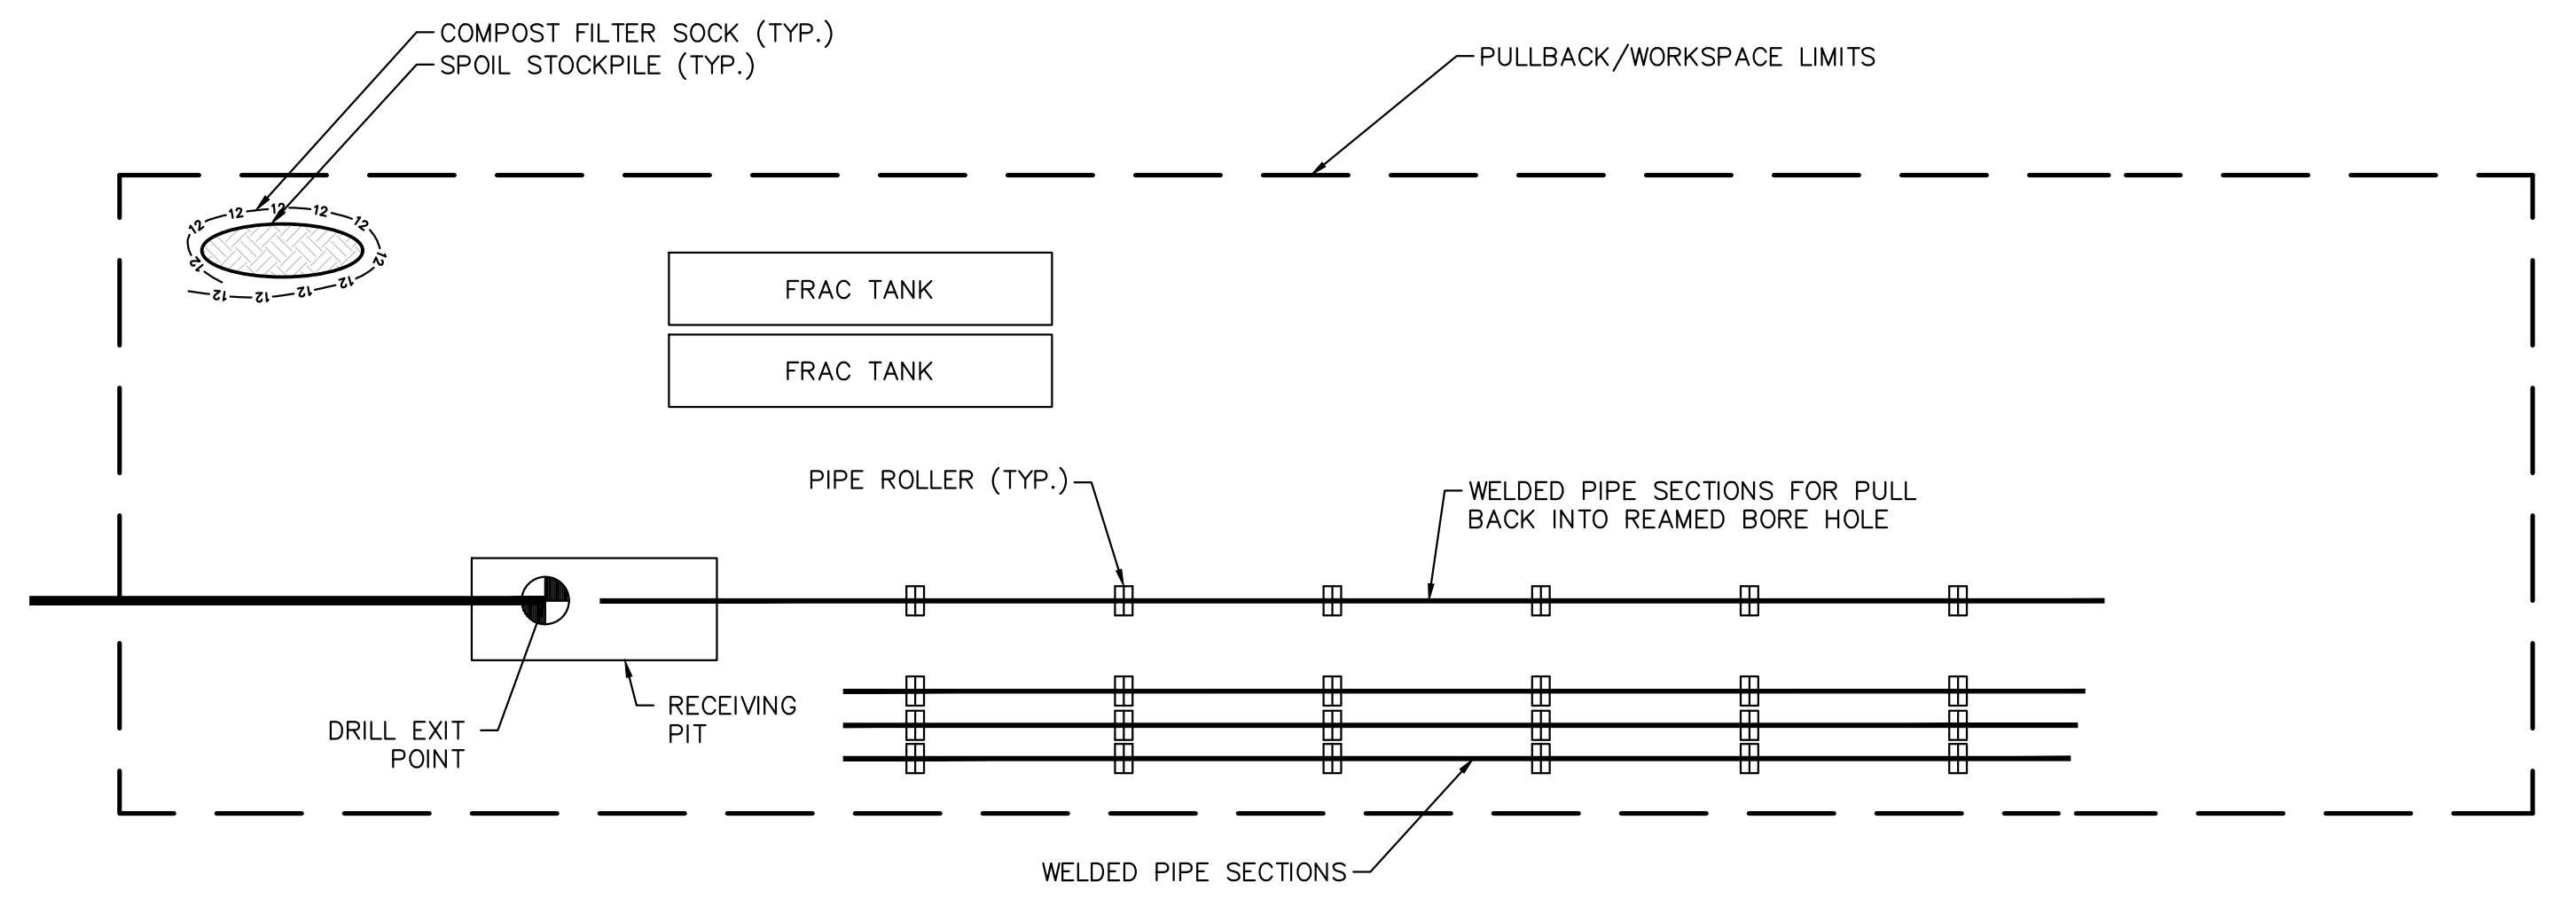 COMPOST FILTER SOCK (TYP.)
SPOIL STOCKPILE (TYP.)
PULLBACK/WORKSPACE LIMITS
12 12 12 12 12
12 12
12 12 12 12
FRAC TANK
FRAC TANK
PIPE ROLLER (TYP.)
WELDED PIPE SECTIONS FOR PULL
BACK INTO REAMED BORE HOLE
RECEIVING
PIT
DRILL EXIT
POINT
WELDED PIPE SECTIONS